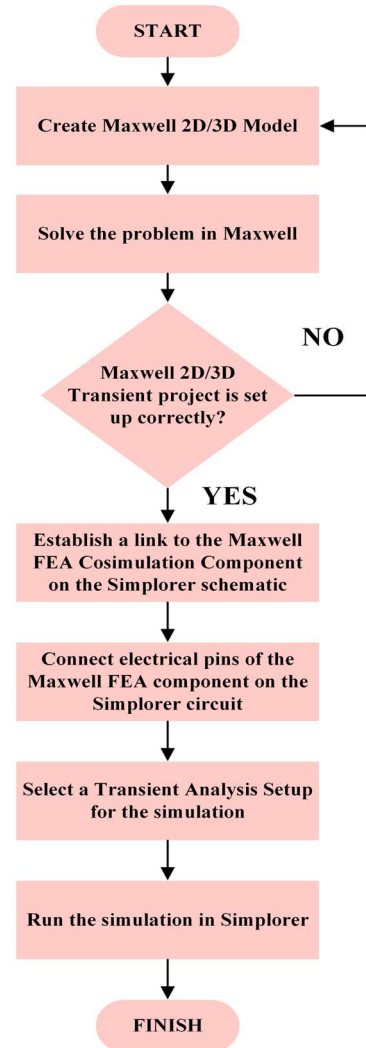 START
Create Maxwell 2D/3D Model
Solve the problem in Maxwell
Maxwell 2D/3D
Transient project is set
up correctly?
NO
YES
Establish a link to the Maxwell
FEA Cosimulation Component
on the Simplorer schematic
Connect electrical pins of the
Maxwell FEA component on the
Simplorer circuit
Select a Transient Analysis Setup
for the simulation
Run the simulation in Simplorer
FINISH